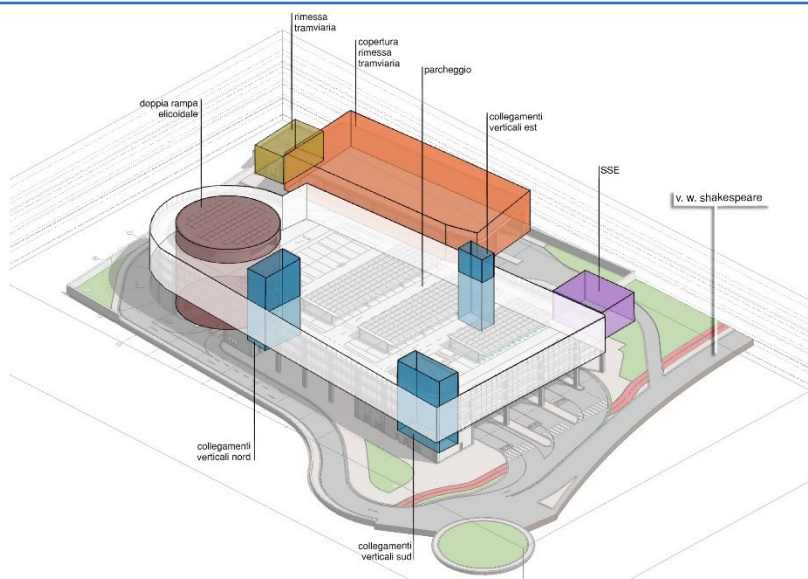 rimessa
tramviaria
copertura
rimessa
tramviaria
parcheggio
doppia rampa
elicoidale
collegamenti
verticali est
SSE
v. w. shakespeare
collegamenti
verticali nord
collegamenti
verticali sud